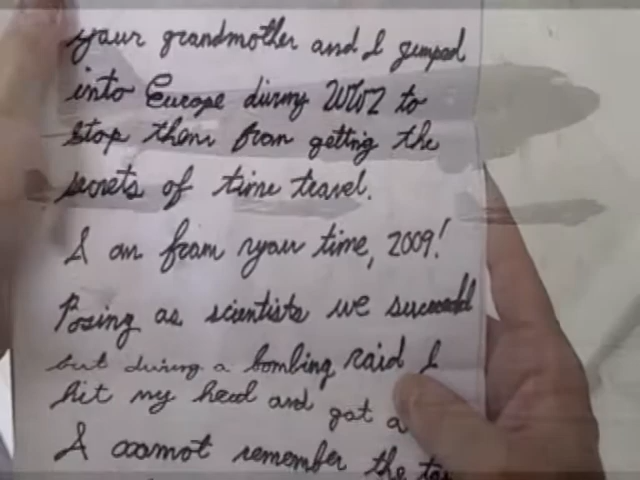 your grandmother and I jumped
into Europe during WW2 to
stop them from getting the
secrets of time travel.
I am from your time, 2009!
Posing as scientists we succeeded
but during a bombing raid I
hit my head and got a
I cannot remember the